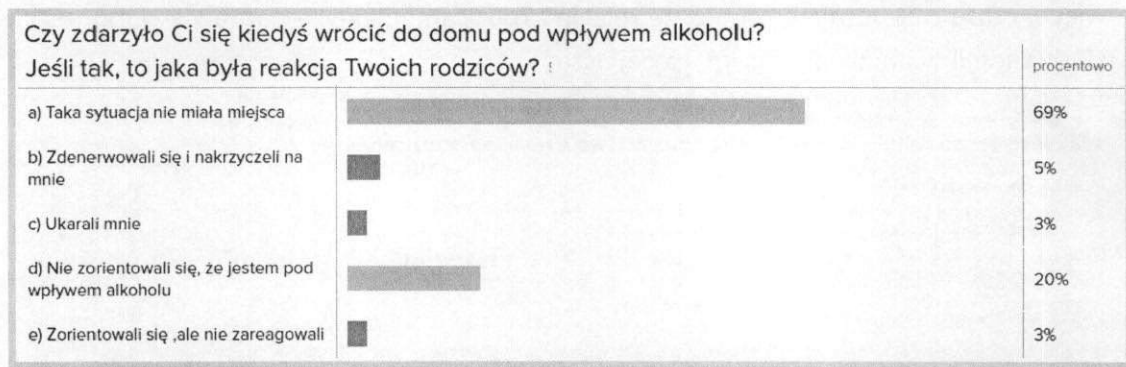 Czy zdarzyło Ci się kiedyś wrócić do domu pod wpływem alkoholu?
Jeśli tak, to jaka była reakcja Twoich rodziców?
procentowo
a) Taka sytuacja nie miała miejsca
69%
b) Zdenerwowali się i nakrzyczeli na
mnie
5%
c) Ukarali mnie
3%
d) Nie zorientowali się, że jestem pod
wpływem alkoholu
20%
e) Zorientowali się ,ale nie zareagowali
3%